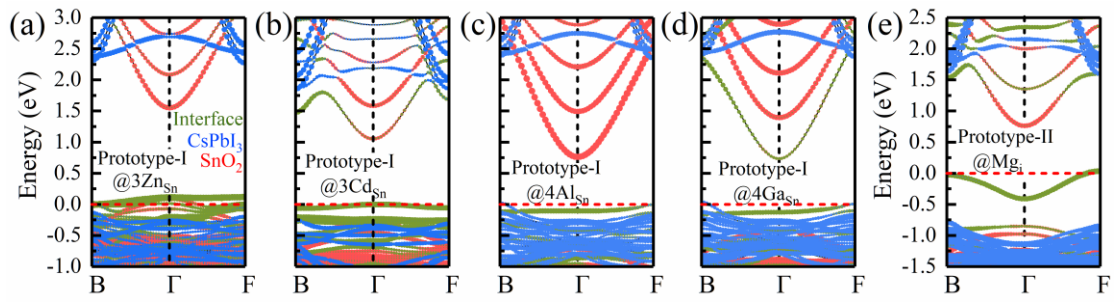 (a)
(b)
(c)
(d)
(e)
Energy (eV)
3.0
2.5
2.0
1.5
1.0
0.5
0.0
-0.5
-1.0
Interface
CsPbI3
SnO2
Prototype-I
@3ZnSn
B Γ F
Prototype-I
@3CdSn
B Γ F
Prototype-I
@4AlSn
B Γ F
Prototype-I
@4GaSn
B Γ F
Energy (eV)
2.5
2.0
1.5
1.0
0.5
0.0
-0.5
-1.0
-1.5
Prototype-II
@Mgi
B Γ F